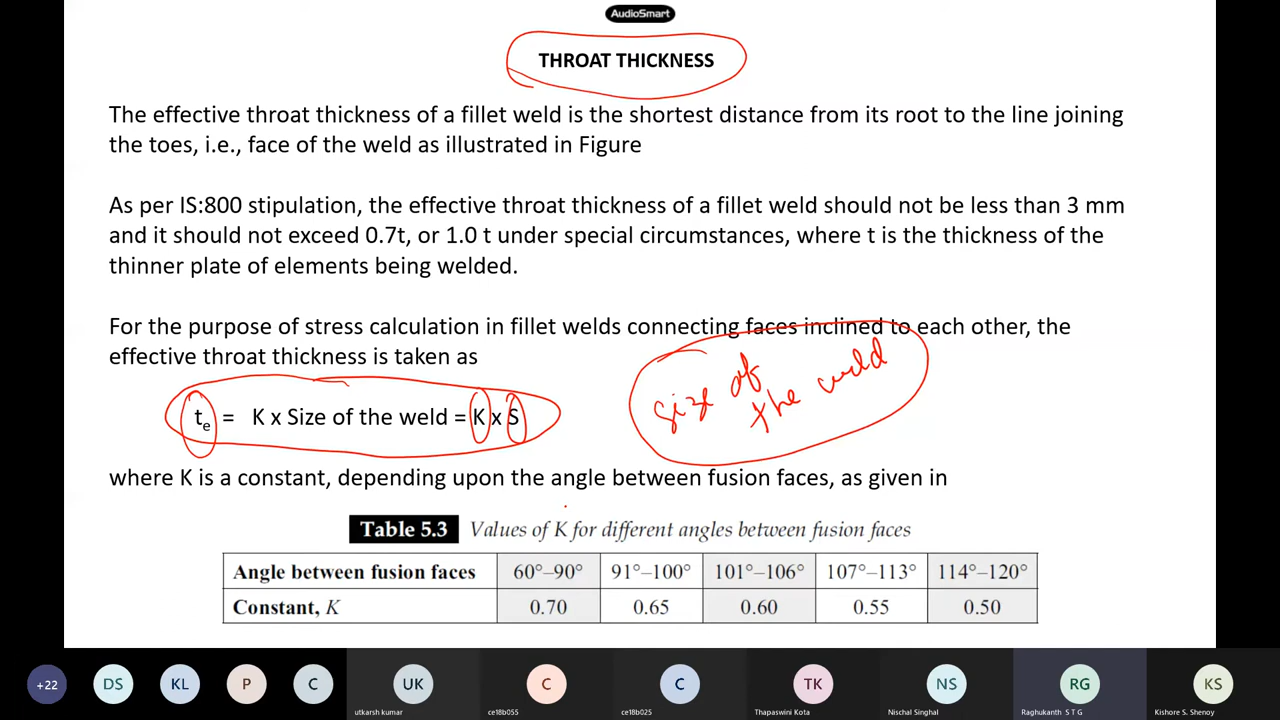 AudioSmart
THROAT THICKNESS
The effective throat thickness of a fillet weld is the shortest distance from its root to the line joining
the toes, i.e., face of the weld as illustrated in Figure
As per IS:800 stipulation, the effective throat thickness of a fillet weld should not be less than 3 mm
and it should not exceed 0.7t, or 1.0 t under special circumstances, where t is the thickness of the
thinner plate of elements being welded.
For the purpose of stress calculation in fillet welds connecting faces inclined to each other, the
effective throat thickness is taken as
size of
the weld
te = K x Size of the weld = K x S
where K is a constant, depending upon the angle between fusion faces, as given in
Table 5.3 Values of K for different angles between fusion faces
Angle between fusion faces 60°–90° 91°–100° 101°–106° 107°–113° 114°–120°
Constant, K 0.70 0.65 0.60 0.55 0.50
+22 DS KL P C UK C C TK NS RG KS
utkarsh kumar ce18b055 ce18b025 Thapaswini Kota Nischal Singhal Raghukanth S T G Kishore S. Shenoy